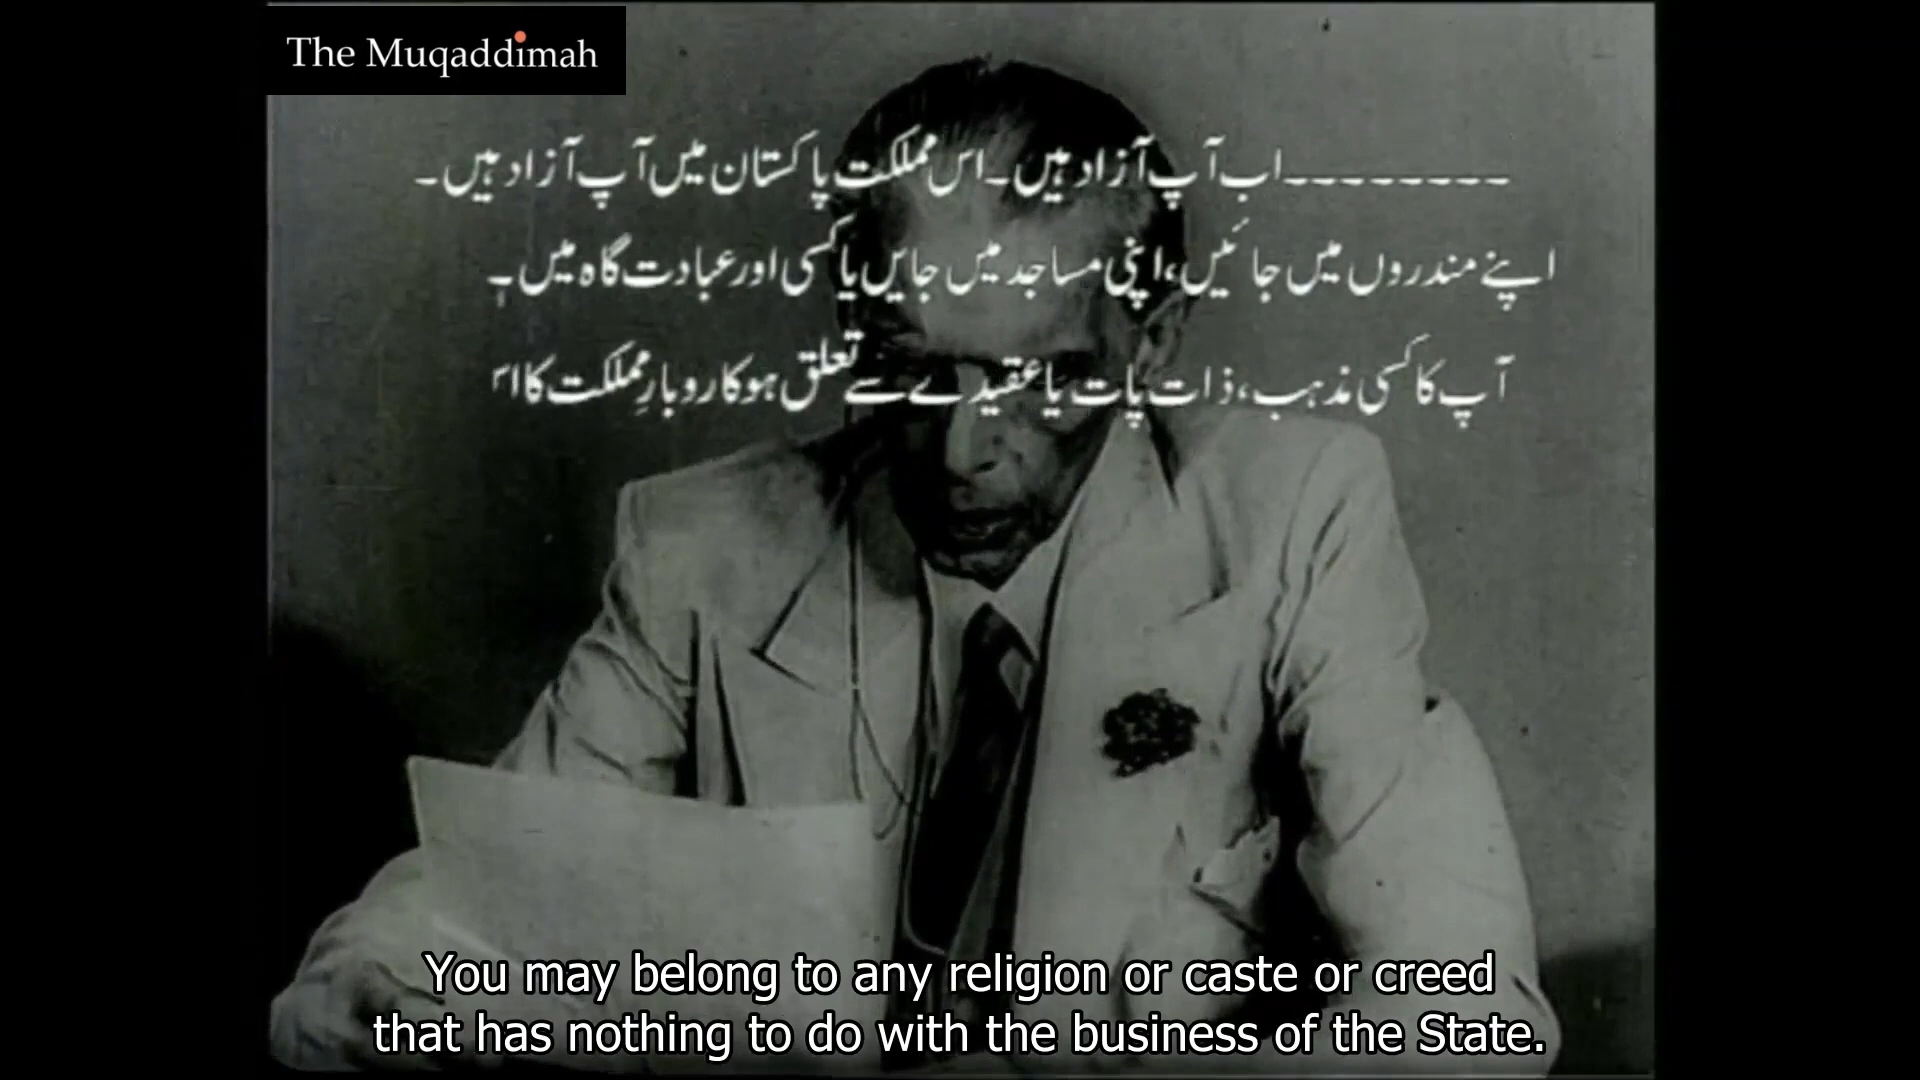 The Muqaddimah
--------اب آپ آزاد ہیں۔اس مملکت پاکستان میں آپ آزاد ہیں۔
اپنے مندروں میں جائیں،اپنی مساجد میں جایں یا کسی اور عبادت گاہ میں۔
آپ کا کسی مذہب،ذات پات یا عقیدے سے تعلق ہو کاروبارِ مملکت کا
You may belong to any religion or caste or creed
that has nothing to do with the business of the State.